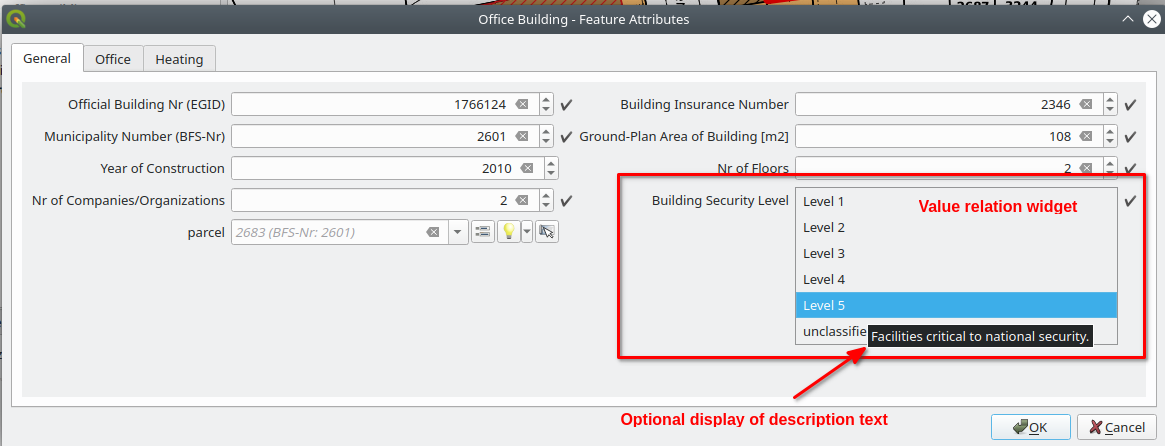 Office Building - Feature Attributes
General
Office
Heating
Official Building Nr (EGID) 1766124
Building Insurance Number 2346
Municipality Number (BFS-Nr) 2601
Ground-Plan Area of Building [m2] 108
Year of Construction 2010
Nr of Floors 2
Nr of Companies/Organizations 2
Building Security Level
Level 1
Value relation widget
Level 2
parcel 2683 (BFS-Nr: 2601)
Level 3
Level 4
Level 5
unclassifie
Facilities critical to national security.
Optional display of description text
OK
Cancel